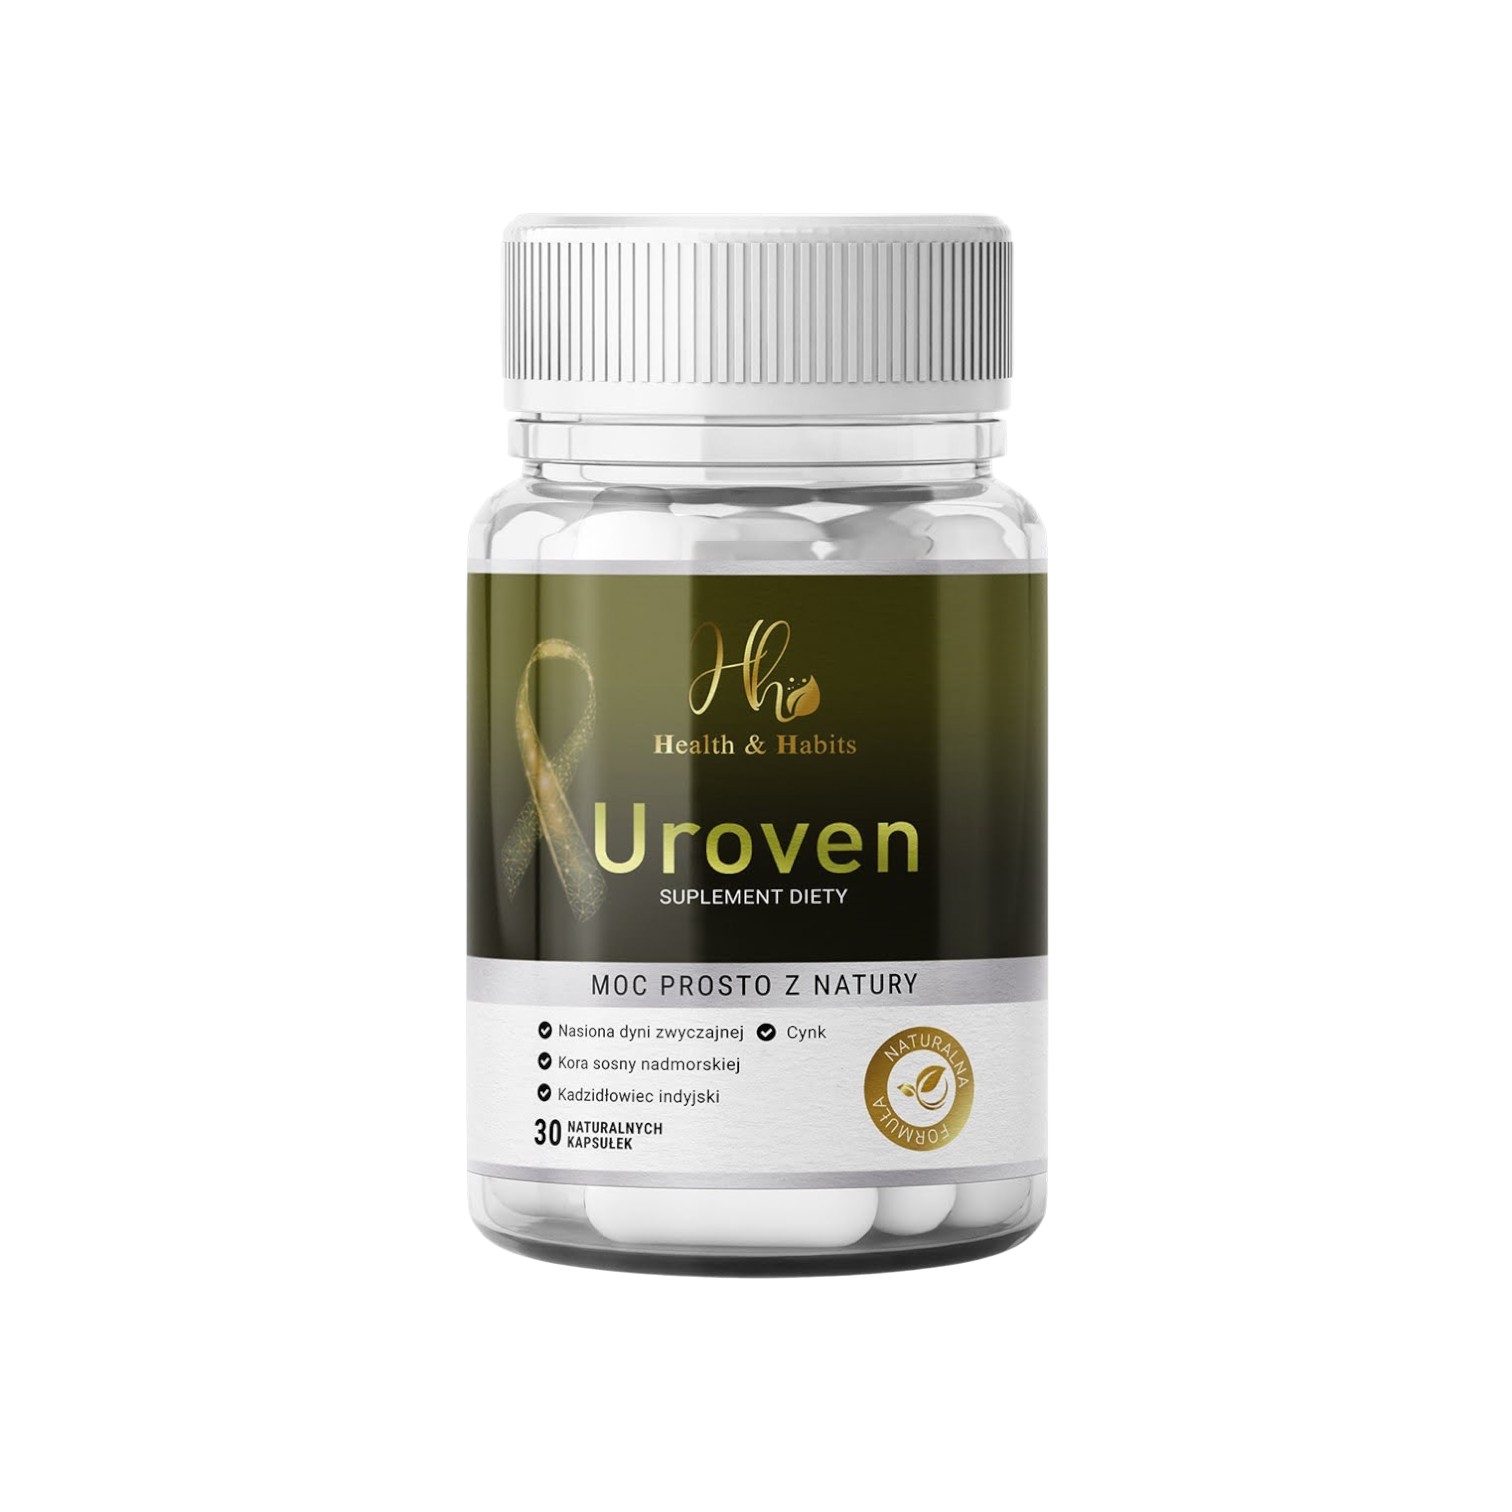 Hh
Health & Habits
Uroven
SUPLEMENT DIETY
MOC PROSTO Z NATURY
Nasiona dyni zwyczajnej Cynk
Kora sosny nadmorskiej
Kadzidłowiec indyjski
30 NATURALNYCH
KAPSUŁEK
NATURALNA
FORMUŁA